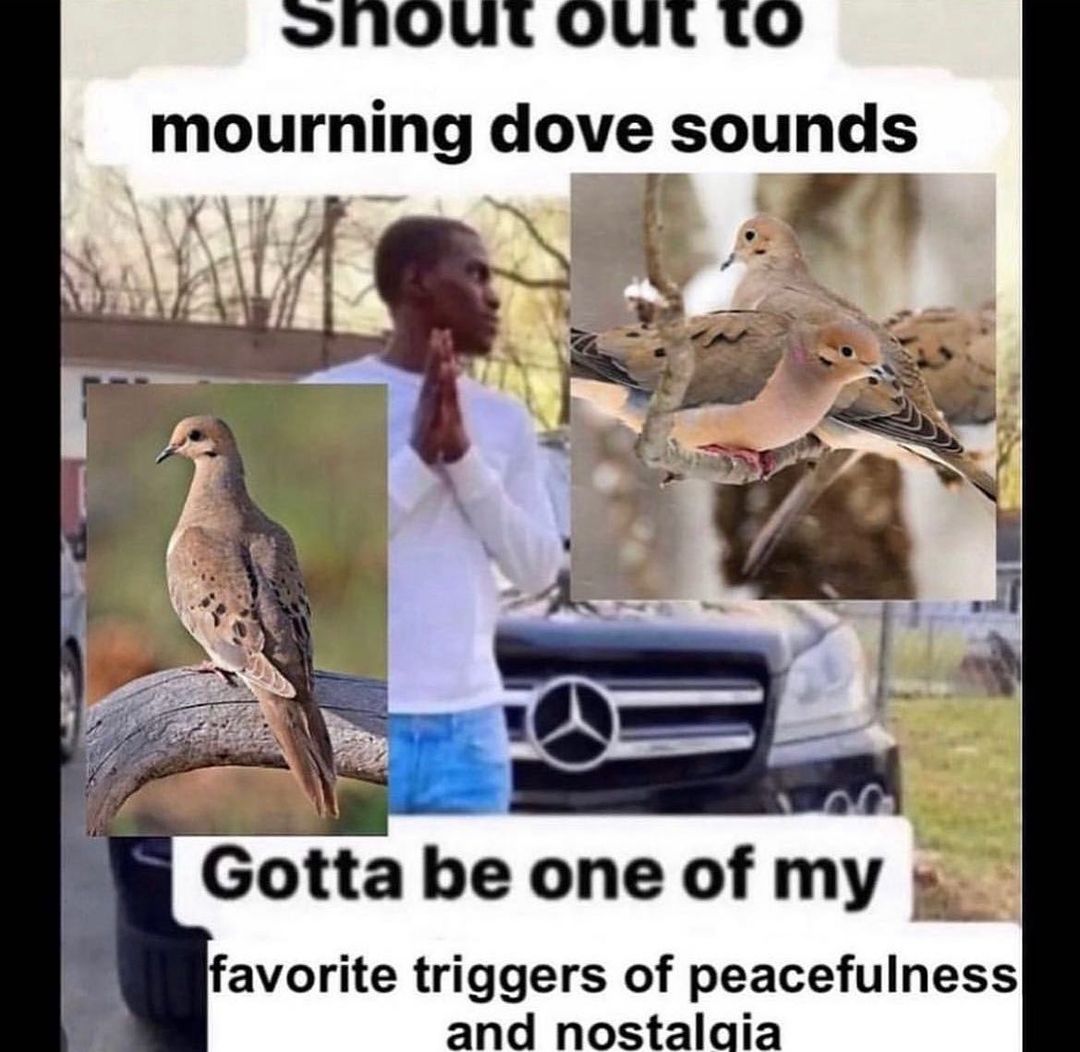 Shout out to
mourning dove sounds
Gotta be one of my
favorite triggers of peacefulness
and nostalgia